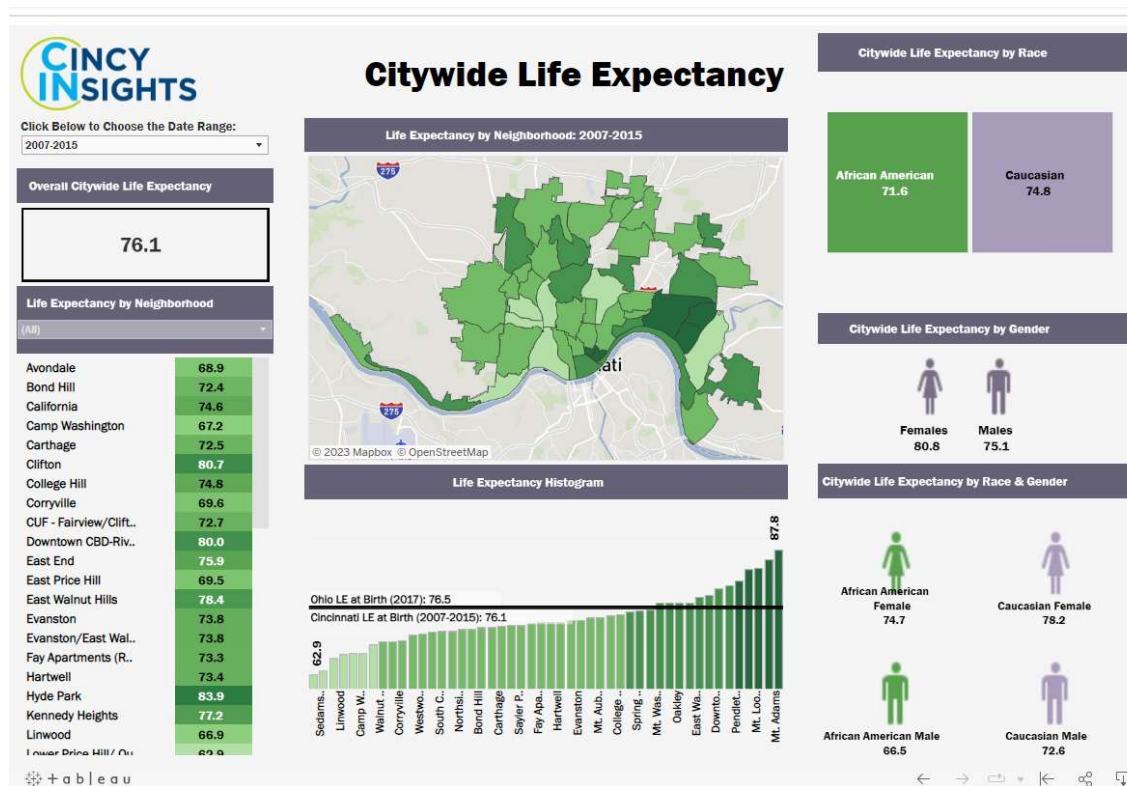 CINCY
INSIGHTS
Citywide Life Expectancy
Click Below to Choose the Date Range:
2007-2015
Overall Citywide Life Expectancy
76.1
Life Expectancy by Neighborhood
(All)
Avondale 68.9
Bond Hill 72.4
California 74.6
Camp Washington 67.2
Carthage 72.5
Clifton 80.7
College Hill 74.8
Corryville 69.6
CUF - Fairview/Clift.. 72.7
Downtown CBD-Riv.. 80.0
East End 75.9
East Price Hill 69.5
East Walnut Hills 78.4
Evanston 73.8
Evanston/East Wal.. 73.8
Fay Apartments (R.. 73.3
Hartwell 73.4
Hyde Park 83.9
Kennedy Heights 77.2
Linwood 66.9
Lower Price Hill/ Qu.. 62.9
Life Expectancy by Neighborhood: 2007-2015
275
275
ati
© 2023 Mapbox © OpenStreetMap
Life Expectancy Histogram
87.8
Ohio LE at Birth (2017): 76.5
Cincinnati LE at Birth (2007-2015): 76.1
62.9
Sedams..
Linwood
Camp W..
Walnut ..
Corryville
Westwo..
South C..
Northsi..
Bond Hill
Carthage
Sayler P..
Fay Apa..
Hartwell
Evanston
Mt. Aub..
College ..
Spring ..
Mt. Was..
Oakley
East Wa..
Downto..
Pendlet..
Mt. Loo..
Mt. Adams
Citywide Life Expectancy by Race
African American
71.6
Caucasian
74.8
Citywide Life Expectancy by Gender
Females
80.8
Males
75.1
Citywide Life Expectancy by Race & Gender
African American
Female
74.7
Caucasian Female
78.2
African American Male
66.5
Caucasian Male
72.6
+ a b | e a u